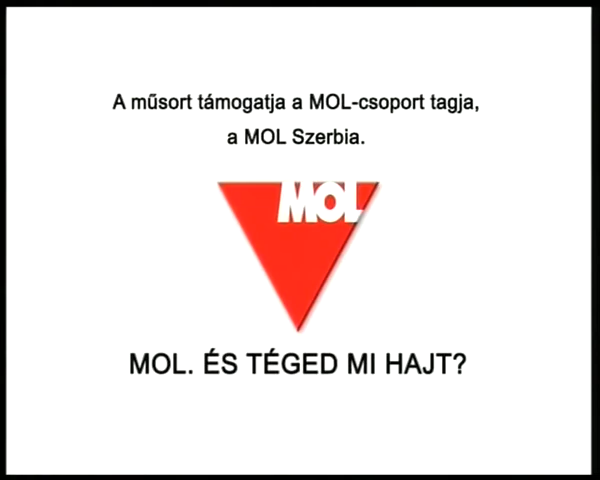 A műsort támogatja a MOL-csoport tagja,
a MOL Szerbia.
MOL
MOL. ÉS TÉGED MI HAJT?